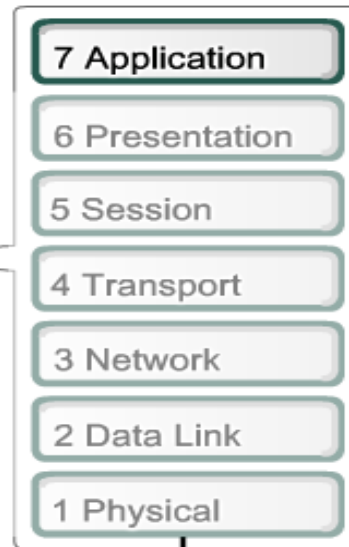 7 Application
6 Presentation
5 Session
4 Transport
3 Network
2 Data Link
1 Physical